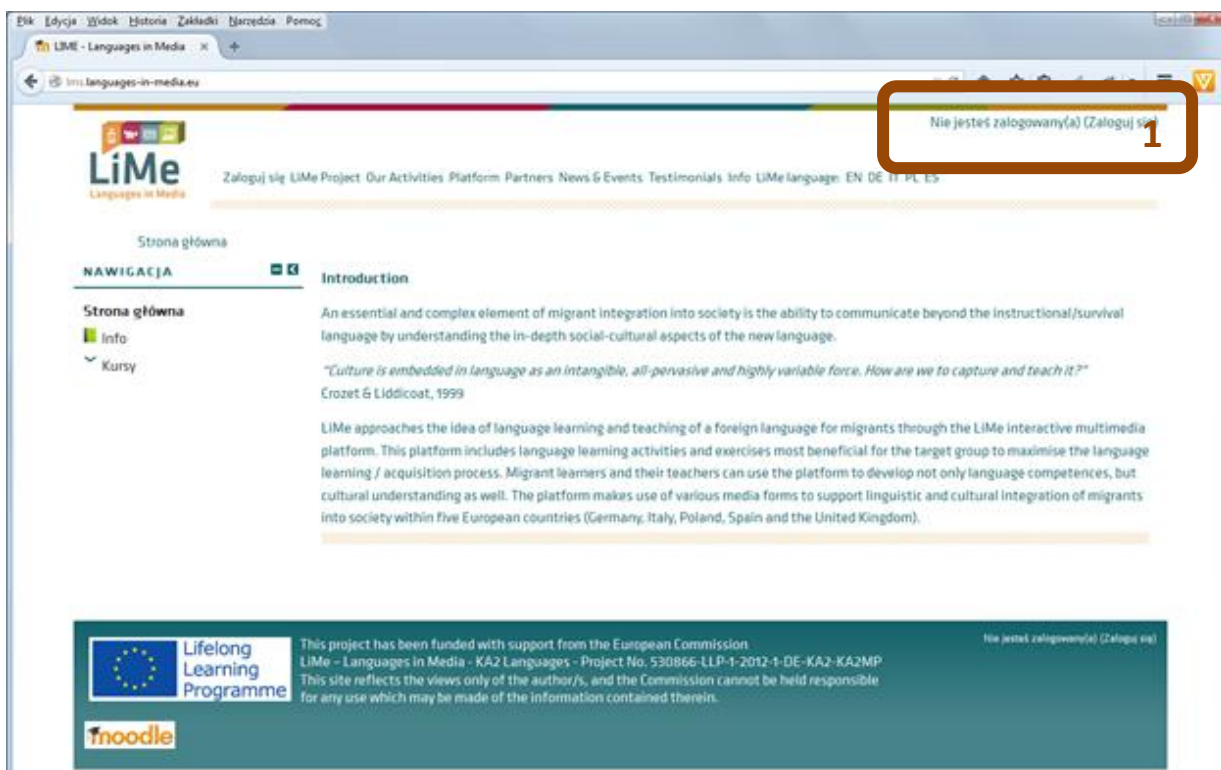 Plik Edycja Widok Historia Zakładki Narzędzia Pomoc
LIME - Languages in Media × +
lms.languages-in-media.eu
Nie jesteś zalogowany(a) (Zaloguj się)
1
LiMe
Languages in Media
Zaloguj się LiMe Project Our Activities Platform Partners News & Events Testimonials Info LiMe language: EN DE IT PL ES
Strona główna
NAWIGACJA
Strona główna
Info
Kursy
Introduction
An essential and complex element of migrant integration into society is the ability to communicate beyond the instructional/survival
language by understanding the in-depth social-cultural aspects of the new language.
"Culture is embedded in language as an intangible, all-pervasive and highly variable force. How are we to capture and teach it?"
Crozet & Liddicoat, 1999
LiMe approaches the idea of language learning and teaching of a foreign language for migrants through the LiMe interactive multimedia
platform. This platform includes language learning activities and exercises most beneficial for the target group to maximise the language
learning / acquisition process. Migrant learners and their teachers can use the platform to develop not only language competences, but
cultural understanding as well. The platform makes use of various media forms to support linguistic and cultural integration of migrants
into society within five European countries (Germany, Italy, Poland, Spain and the United Kingdom).
Lifelong
Learning
Programme
This project has been funded with support from the European Commission
LiMe - Languages in Media - KA2 Languages - Project No. 530866-LLP-1-2012-1-DE-KA2-KA2MP
This site reflects the views only of the author/s, and the Commission cannot be held responsible
for any use which may be made of the information contained therein.
Nie jesteś zalogowany(a) (Zaloguj się)
moodle